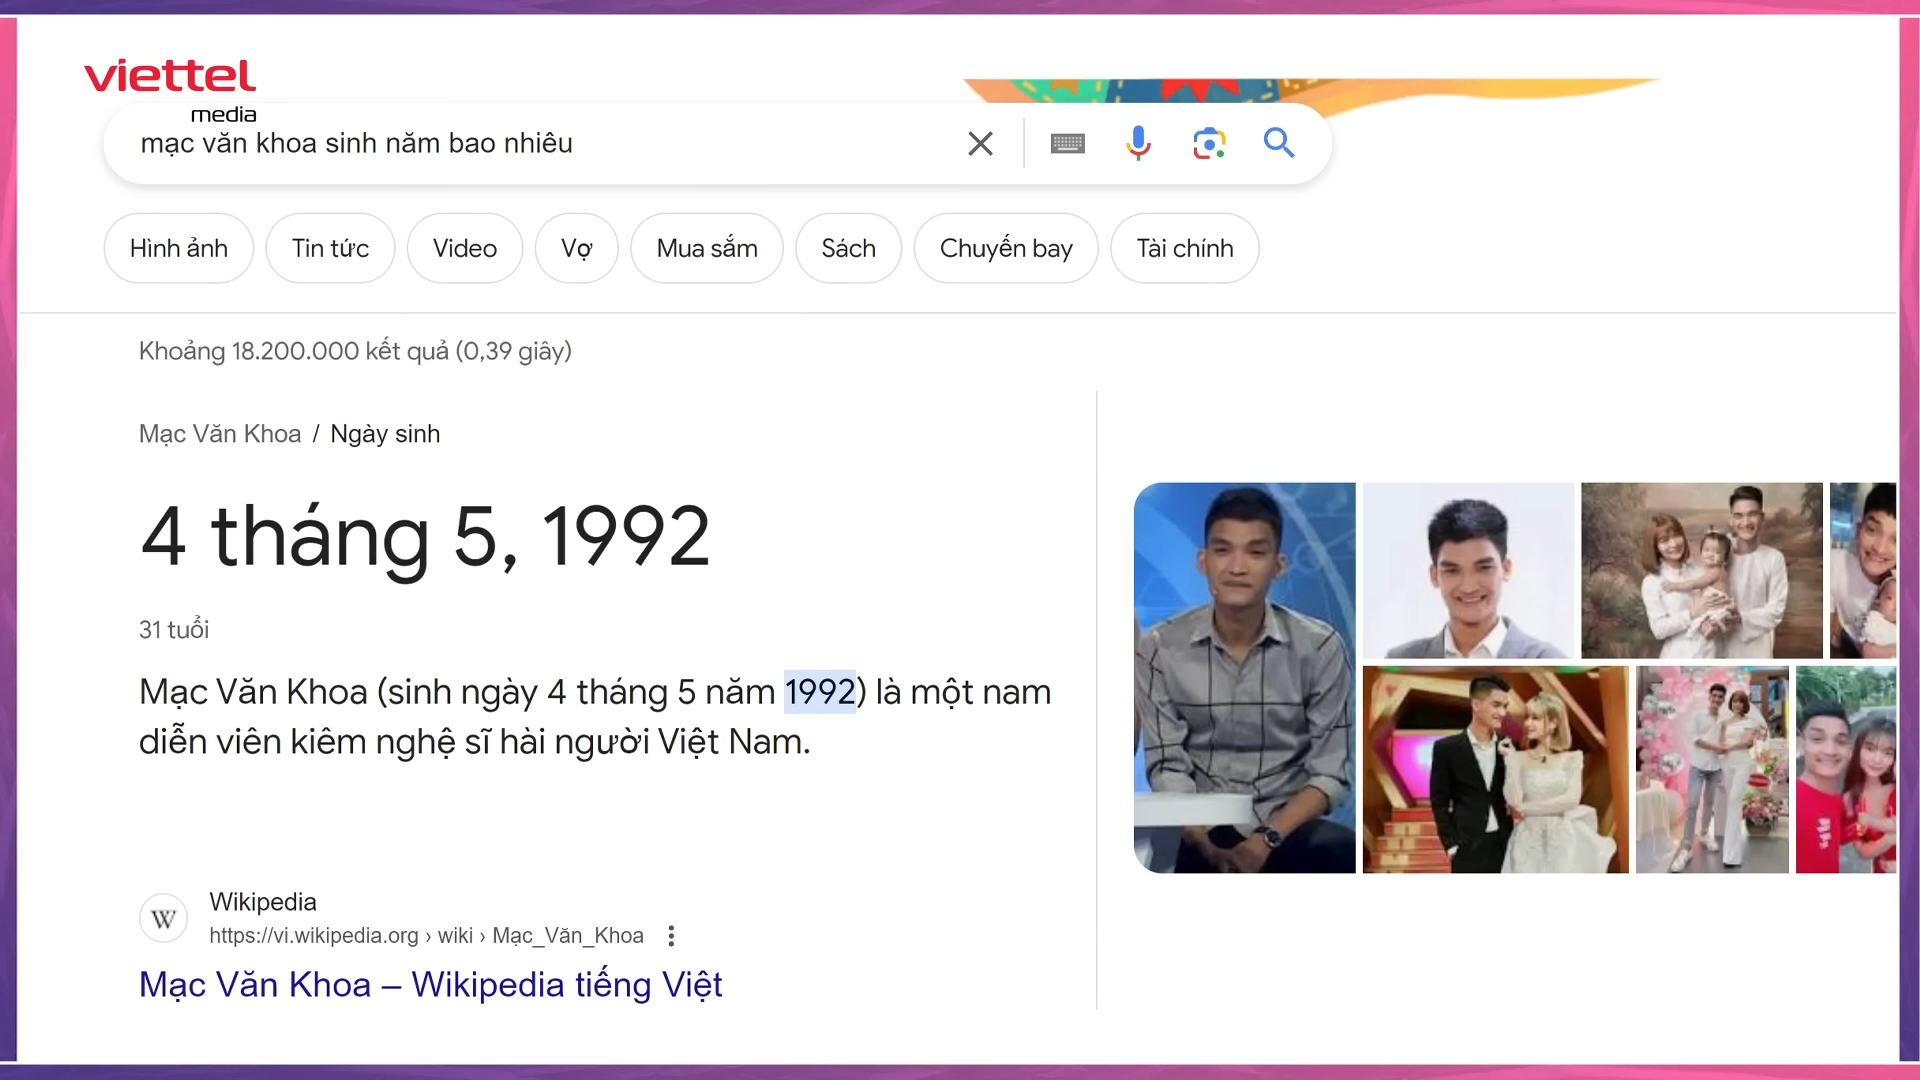 viettel
media
mạc văn khoa sinh năm bao nhiêu
Hình ảnh
Tin tức
Video
Vợ
Mua sắm
Sách
Chuyến bay
Tài chính
Khoảng 18.200.000 kết quả (0,39 giây)
Mạc Văn Khoa / Ngày sinh
4 tháng 5, 1992
31 tuổi
Mạc Văn Khoa (sinh ngày 4 tháng 5 năm 1992) là một nam
diễn viên kiêm nghệ sĩ hài người Việt Nam.
W
Wikipedia
https://vi.wikipedia.org › wiki › Mạc_Văn_Khoa
Mạc Văn Khoa – Wikipedia tiếng Việt